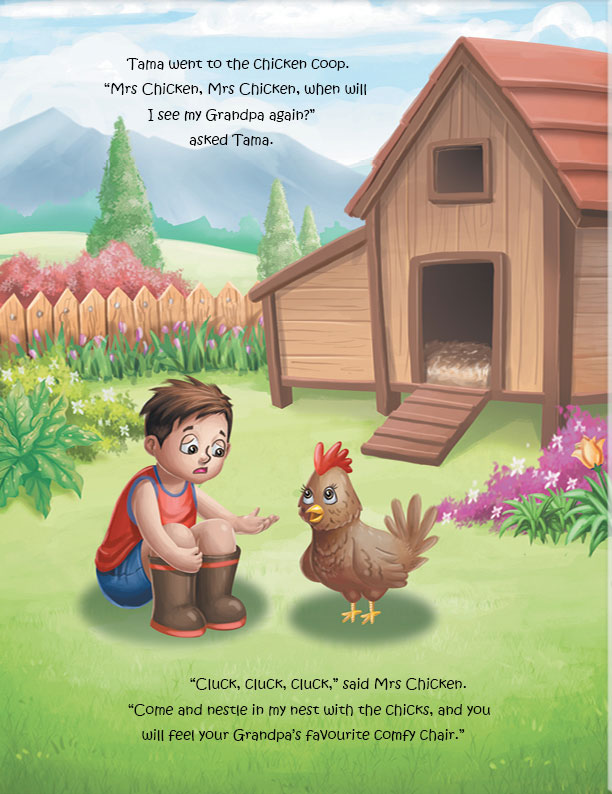 Tama went to the chicken coop.
“Mrs Chicken, Mrs Chicken, when will
I see my Grandpa again?”
asked Tama.
“Cluck, cluck, cluck,” said Mrs Chicken.
“Come and nestle in my nest with the chicks, and you
will feel your Grandpa’s favourite comfy chair.”